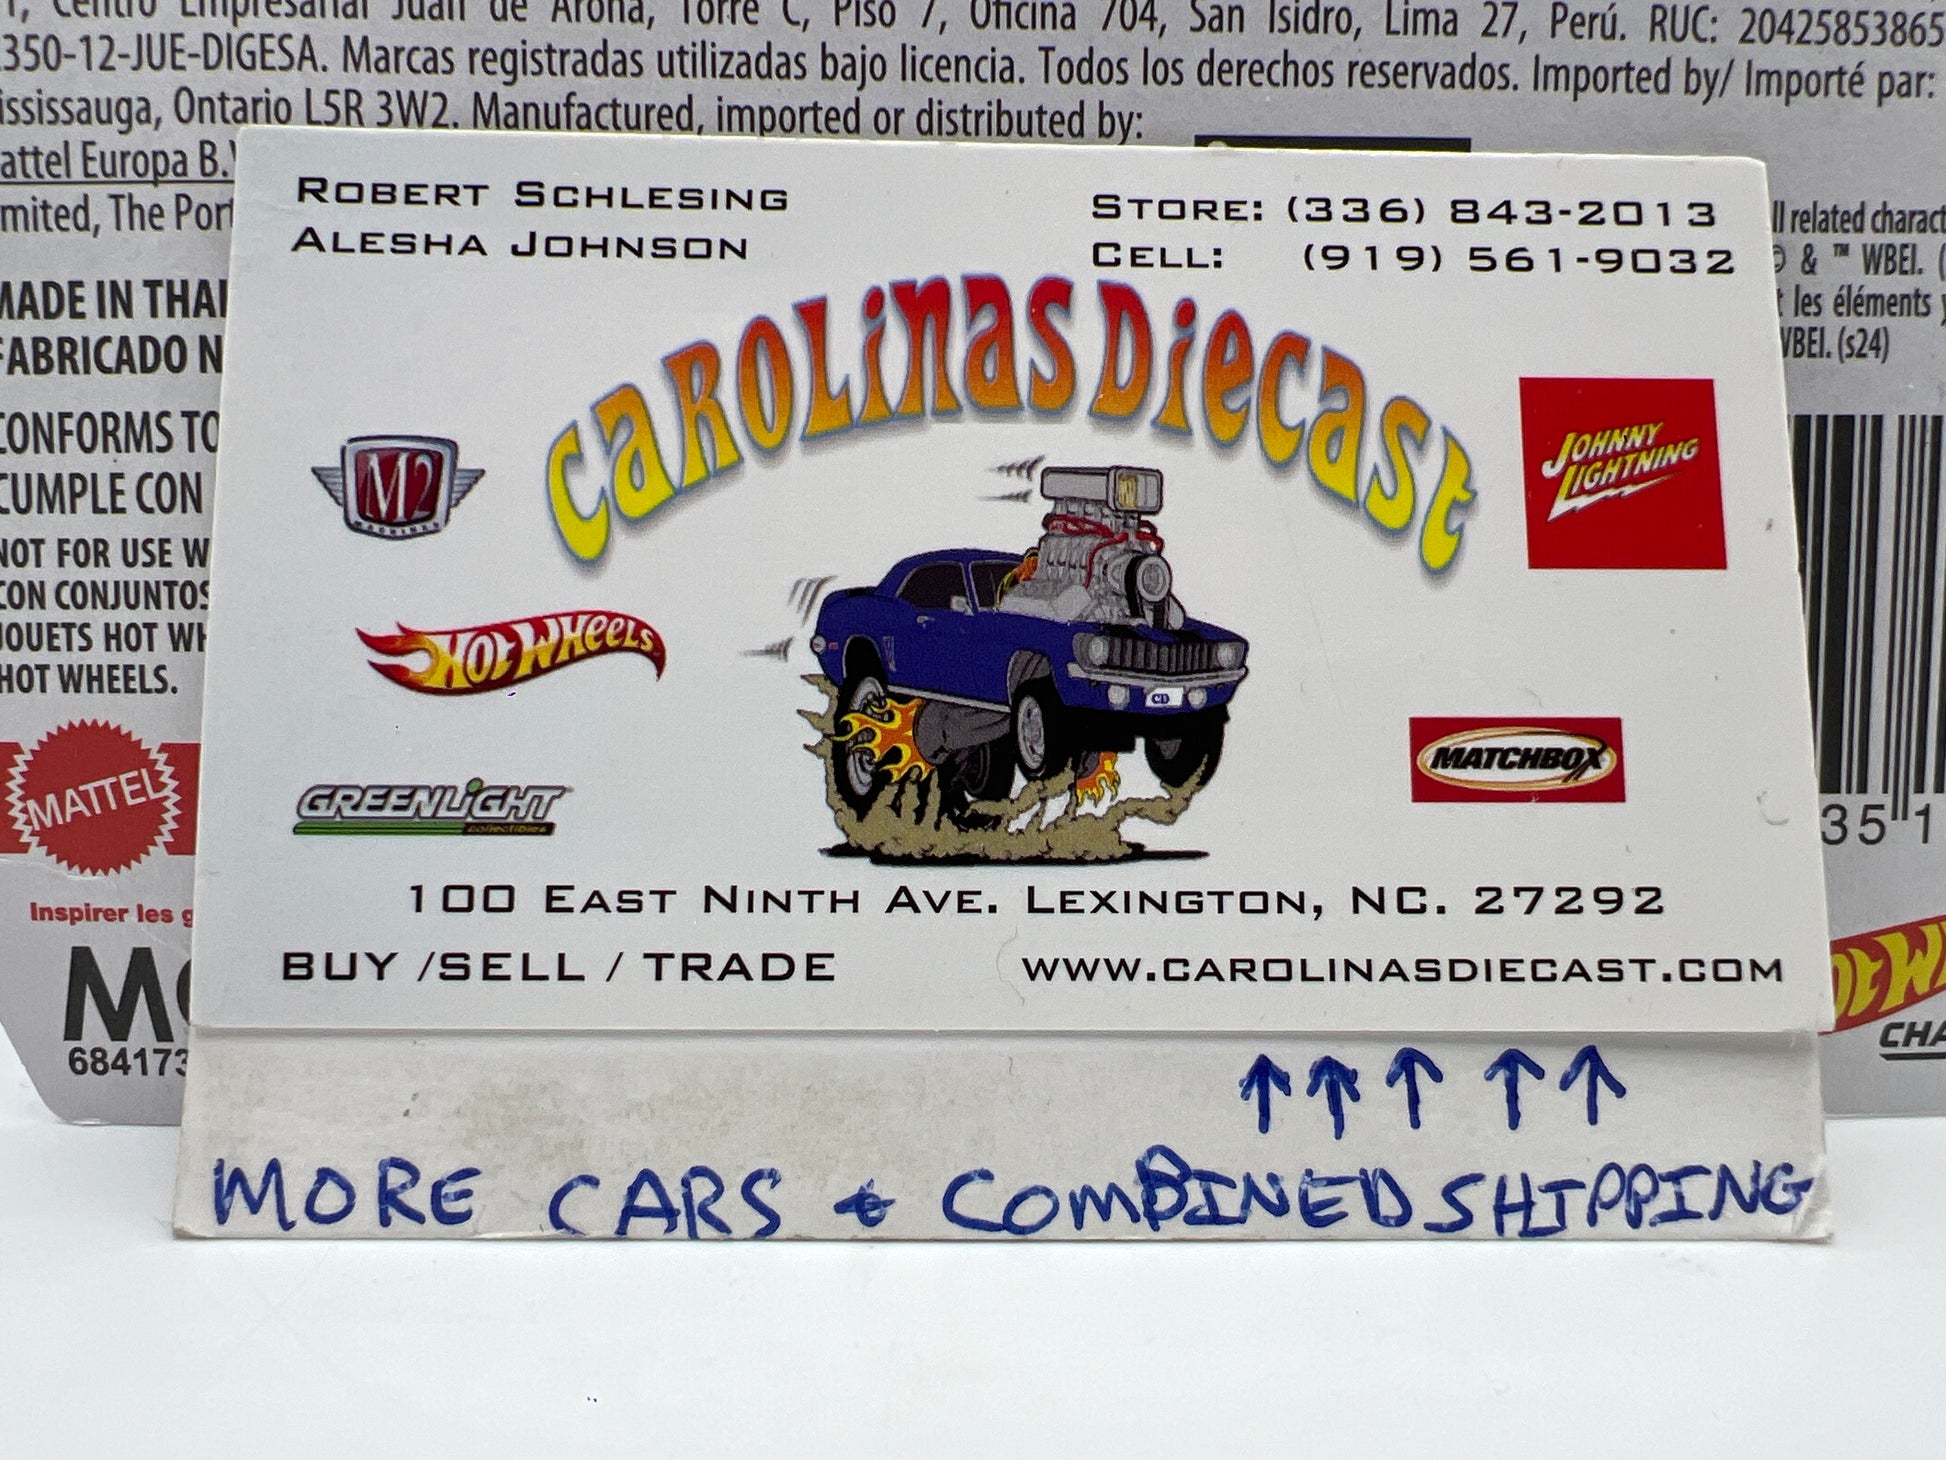 Centro Empresarial Juan de Arona, Torre C, Piso 7, Oficina 704, San Isidro, Lima 27, Perú. RUC: 20425853865
350-12-JUE-DIGESA. Marcas registradas utilizadas bajo licencia. Todos los derechos reservados. Imported by/ Importé par:
ississauga, Ontario L5R 3W2. Manufactured, imported or distributed by:
attel Europa B.V
mited, The Port
ll related charact
& ™ WBEI. (
les éléments
WBEI. (s24)
MADE IN THAI
FABRICADO N
CONFORMS TO
CUMPLE CON
NOT FOR USE W
CON CONJUNTOS
JOUETS HOT WH
HOT WHEELS.
MATTEL
Inspirer les g
MO
684173
35 1
HOT WH
CHA
ROBERT SCHLESING
ALESHA JOHNSON
STORE: (336) 843-2013
CELL: (919) 561-9032
CAROLINAS DIECAST
M2
MACHINES
JOHNNY
LIGHTNING
HOT WHEELS
CD
GREENLIGHT
collectibles
MATCHBOX
100 EAST NINTH AVE. LEXINGTON, NC. 27292
BUY /SELL / TRADE
WWW.CAROLINASDIECAST.COM
MORE CARS & COMBINED SHIPPING